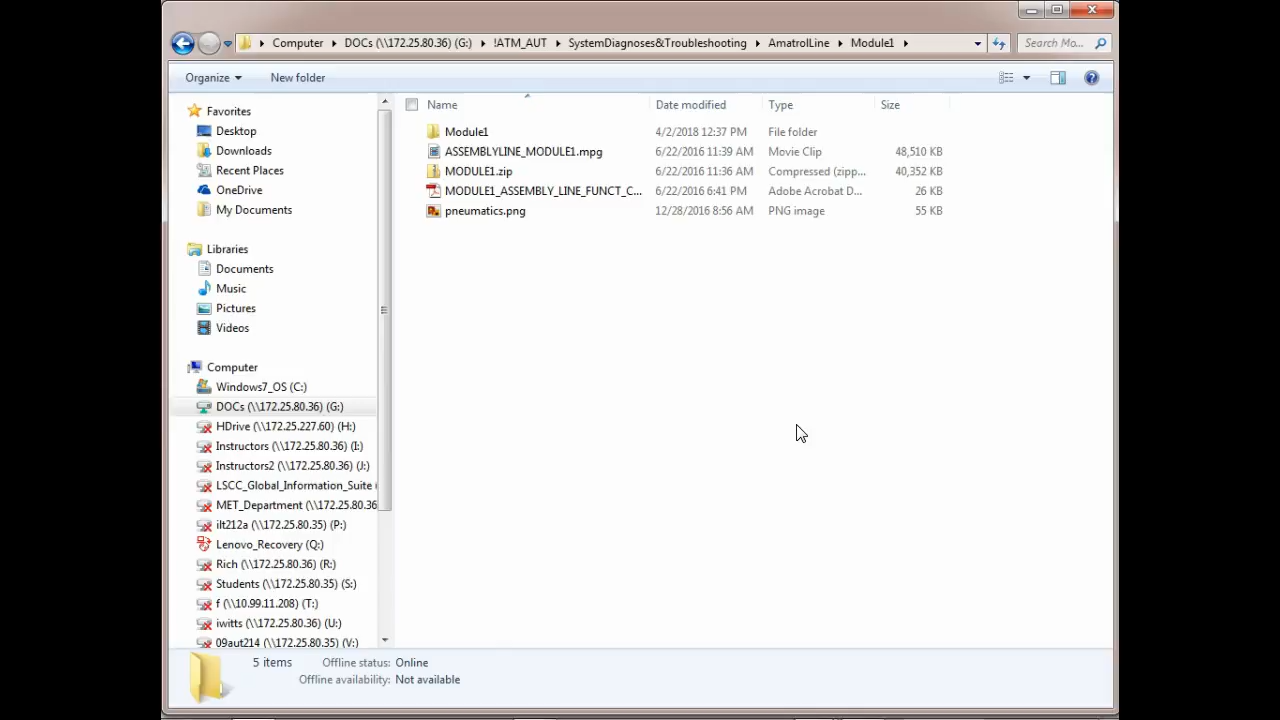 Computer DOCs (\\172.25.80.36) (G:) !ATM_AUT SystemDiagnoses&Troubleshooting AmatrolLine Module1 Search Mo...
Organize New folder
Favorites
Desktop
Downloads
Recent Places
OneDrive
My Documents
Libraries
Documents
Music
Pictures
Videos
Computer
Windows7_OS (C:)
DOCs (\\172.25.80.36) (G:)
HDrive (\\172.25.227.60) (H:)
Instructors (\\172.25.80.36) (I:)
Instructors2 (\\172.25.80.36) (J:)
LSCC_Global_Information_Suite
MET_Department (\\172.25.80.36
ilt212a (\\172.25.80.35) (P:)
Lenovo_Recovery (Q:)
Rich (\\172.25.80.36) (R:)
Students (\\172.25.80.35) (S:)
f (\\10.99.11.208) (T:)
iwitts (\\172.25.80.36) (U:)
09aut214 (\\172.25.80.35) (V:)
Name Date modified Type Size
Module1 4/2/2018 12:37 PM File folder
ASSEMBLYLINE_MODULE1.mpg 6/22/2016 11:39 AM Movie Clip 48,510 KB
MODULE1.zip 6/22/2016 11:36 AM Compressed (zipp... 40,352 KB
MODULE1_ASSEMBLY_LINE_FUNCT_C... 6/22/2016 6:41 PM Adobe Acrobat D... 26 KB
pneumatics.png 12/28/2016 8:56 AM PNG image 55 KB
5 items Offline status: Online
Offline availability: Not available